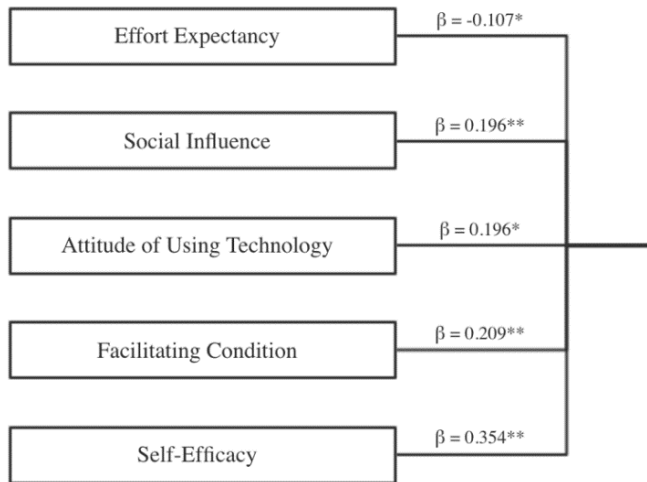 Effort Expectancy
β = -0.107*
Social Influence
β = 0.196**
Attitude of Using Technology
β = 0.196*
Facilitating Condition
β = 0.209**
Self-Efficacy
β = 0.354**